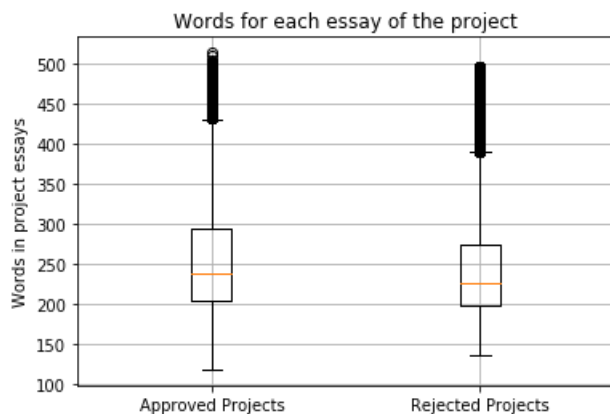 Words for each essay of the project
Words in project essays
500
450
400
350
300
250
200
150
100
Approved Projects
Rejected Projects